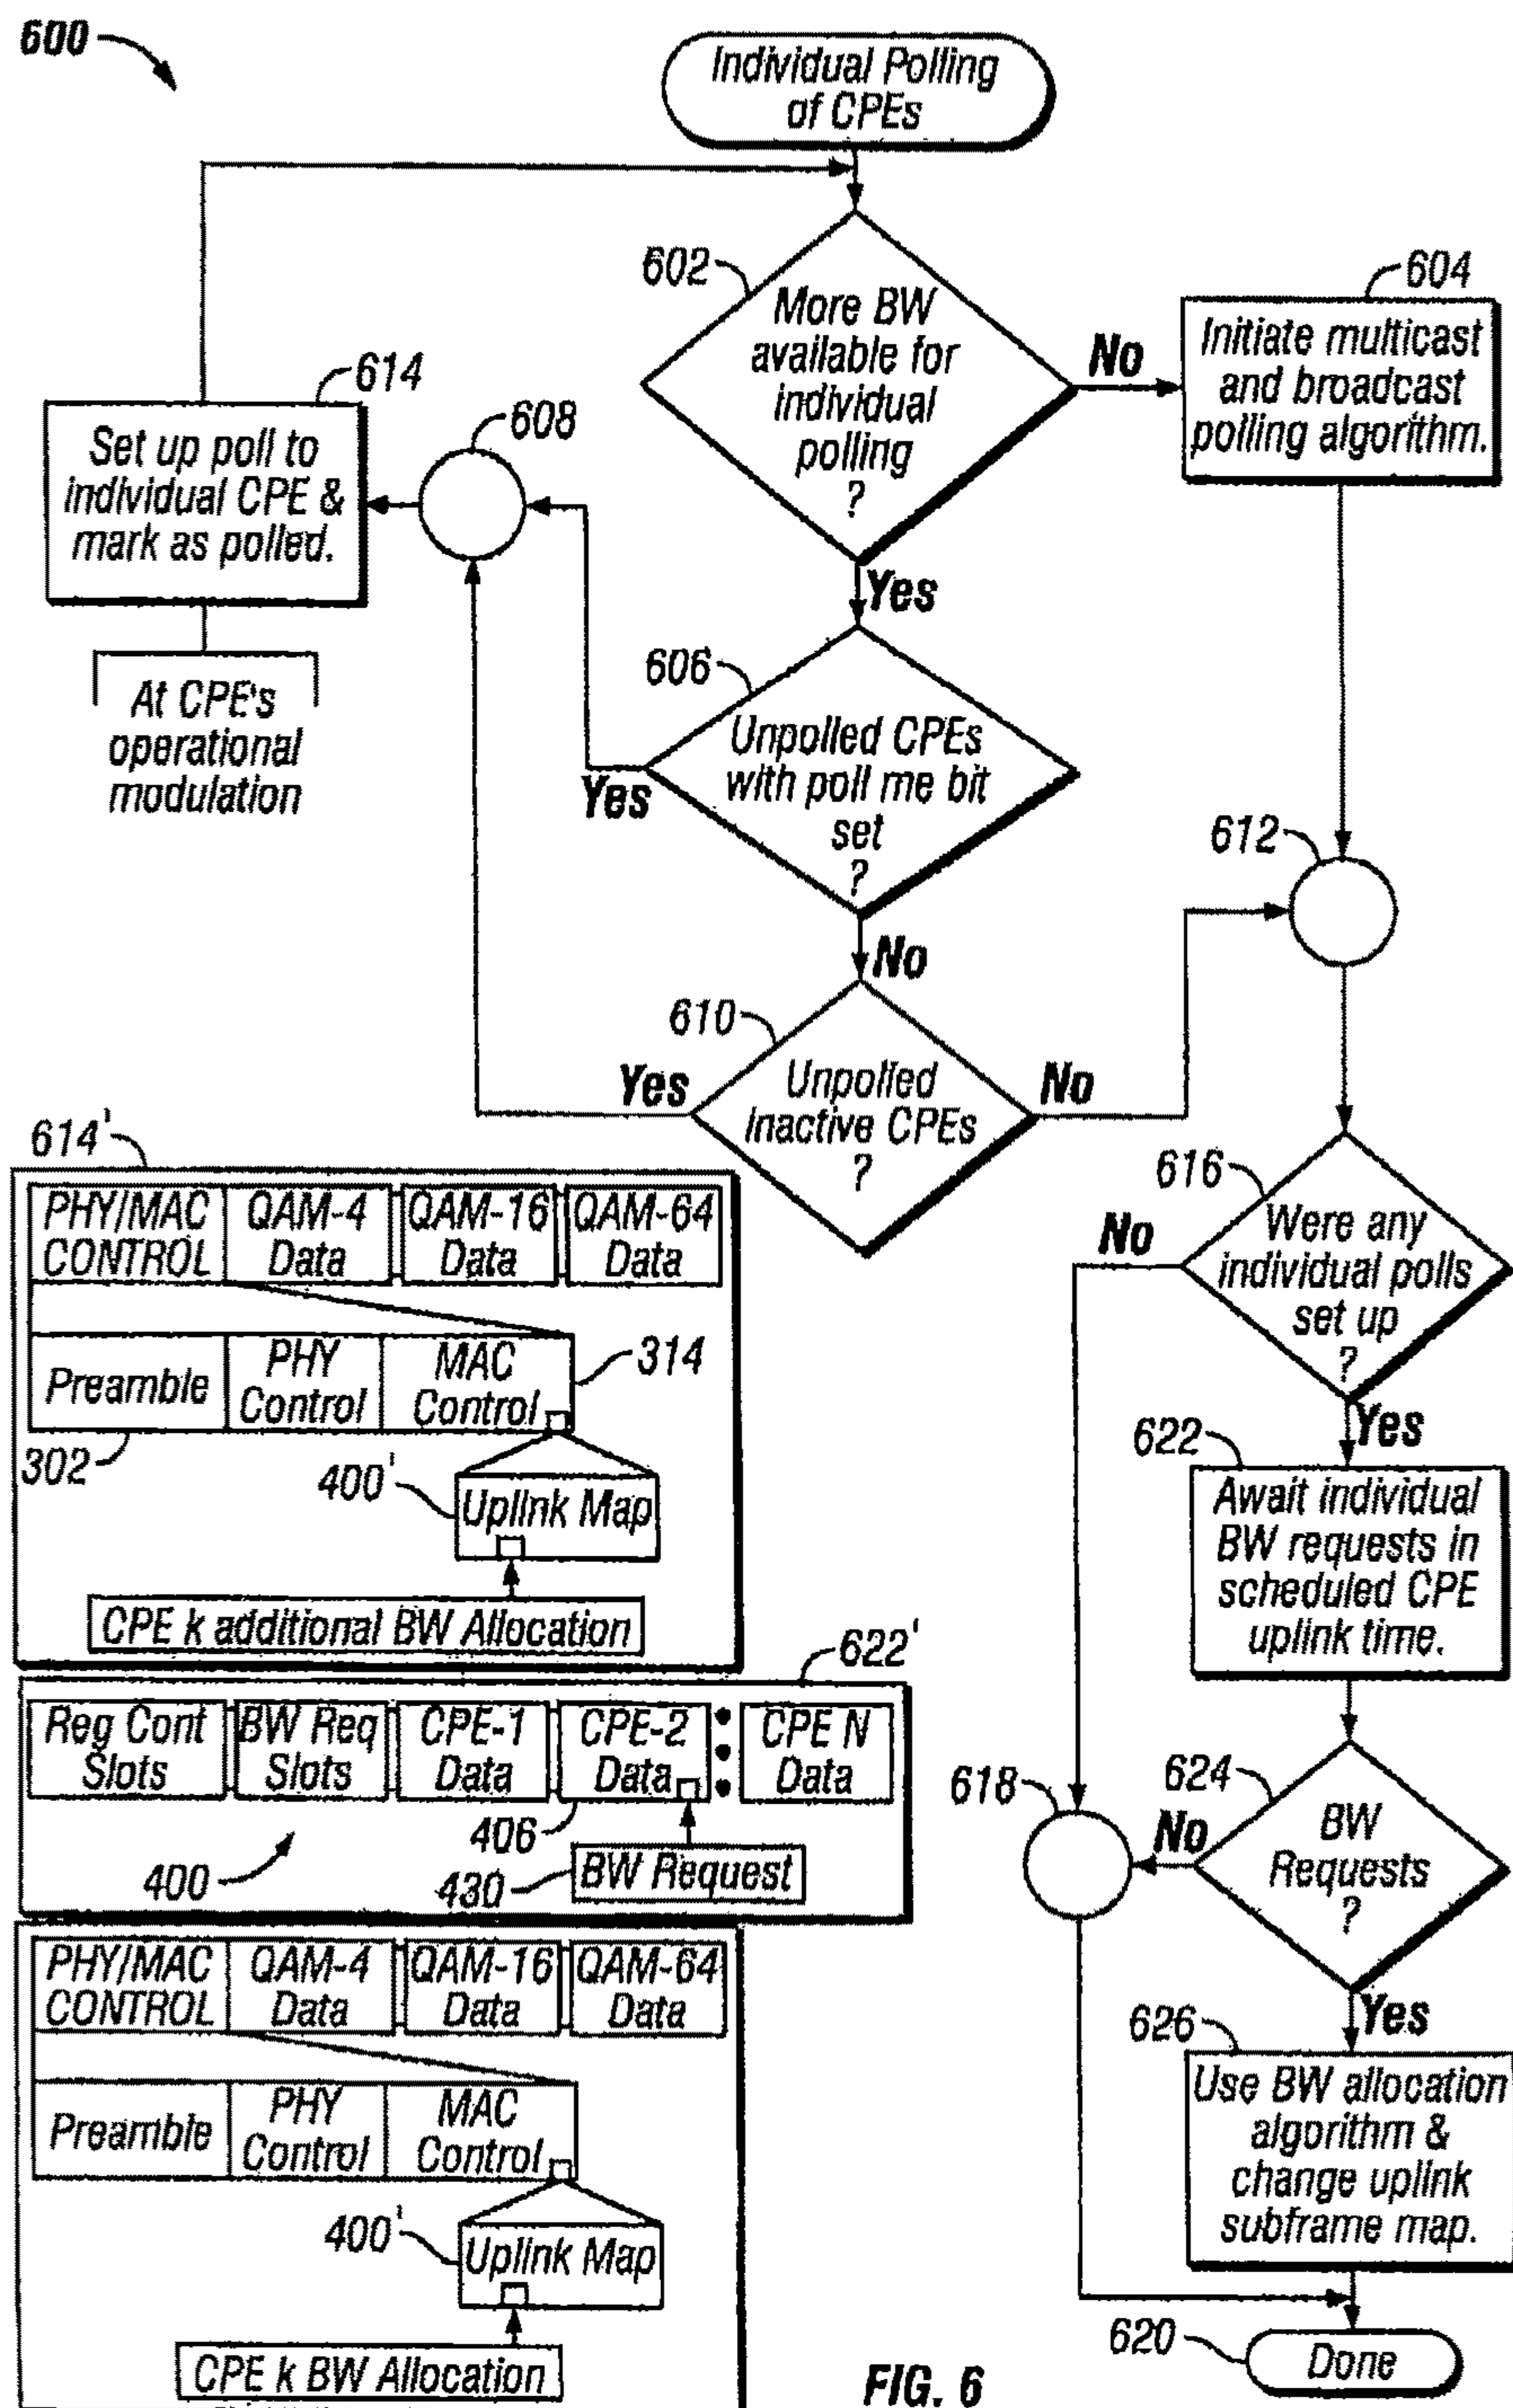 600
Individual Polling
of CPEs
602
More BW
available for
individual
polling
?
No
Yes
604
Initiate multicast
and broadcast
polling algorithm.
614
Set up poll to
individual CPE &
mark as polled.
608
At CPE's
operational
modulation
606
Unpolled CPEs
with poll me bit
set
?
Yes
No
612
610
Unpolled
Inactive CPEs
?
Yes
No
616
Were any
individual polls
set up
?
No
Yes
622
Await individual
BW requests in
scheduled CPE
uplink time.
618
624
BW
Requests
?
No
Yes
626
Use BW allocation
algorithm &
change uplink
subframe map.
620
Done
614'
PHY/MAC
CONTROL
QAM-4
Data
QAM-16
Data
QAM-64
Data
Preamble
PHY
Control
MAC
Control
314
302
400'
Uplink Map
CPE k additional BW Allocation
622'
Reg Cont
Slots
BW Req
Slots
CPE-1
Data
CPE-2
Data
CPE N
Data
406
400
430
BW Request
PHY/MAC
CONTROL
QAM-4
Data
QAM-16
Data
QAM-64
Data
Preamble
PHY
Control
MAC
Control
400'
Uplink Map
CPE k BW Allocation
FIG. 6